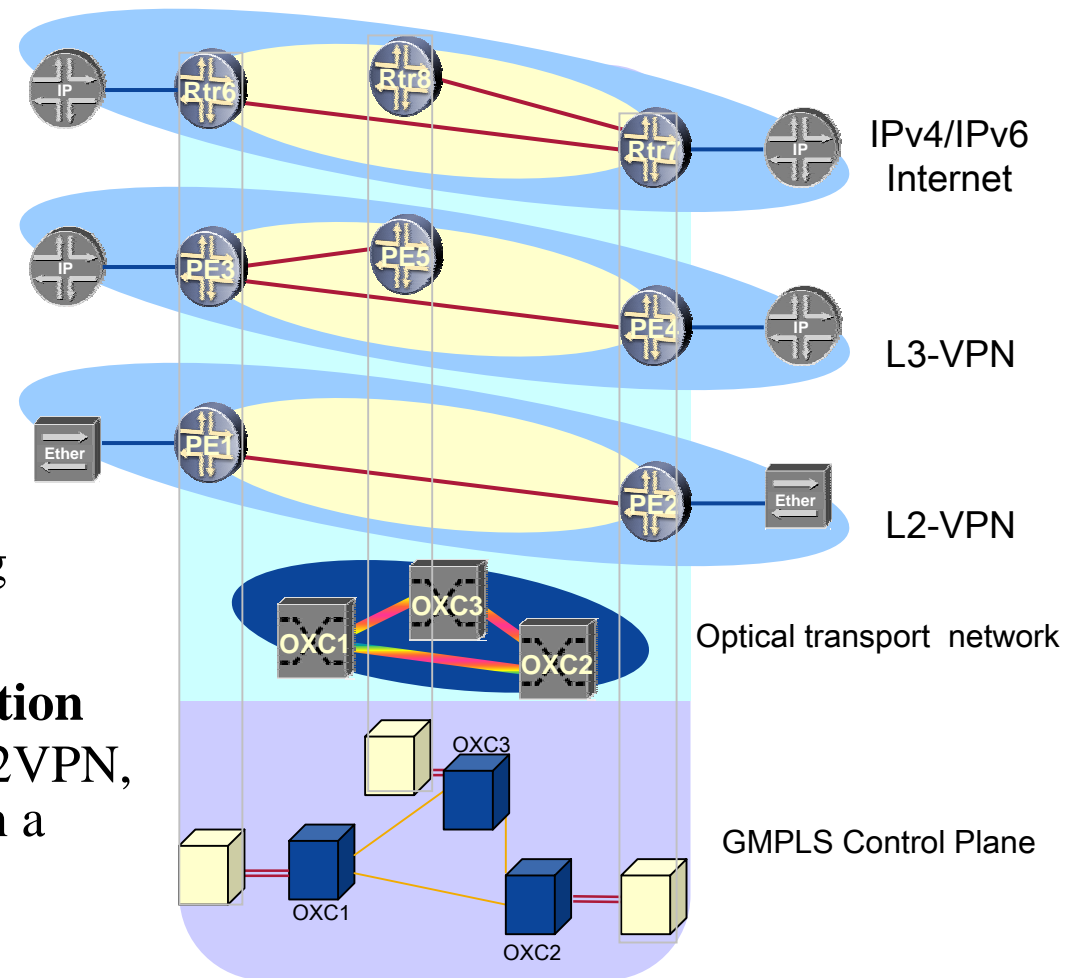 IP
Rtr6
Rtr8
Rtr7
IP
IPv4/IPv6
Internet
IP
PE3
PE5
PE4
IP
L3-VPN
Ether
PE1
PE2
Ether
L2-VPN
g
OXC1
OXC3
OXC2
Optical transport network
tion
2VPN,
n a
OXC3
OXC1
OXC2
GMPLS Control Plane